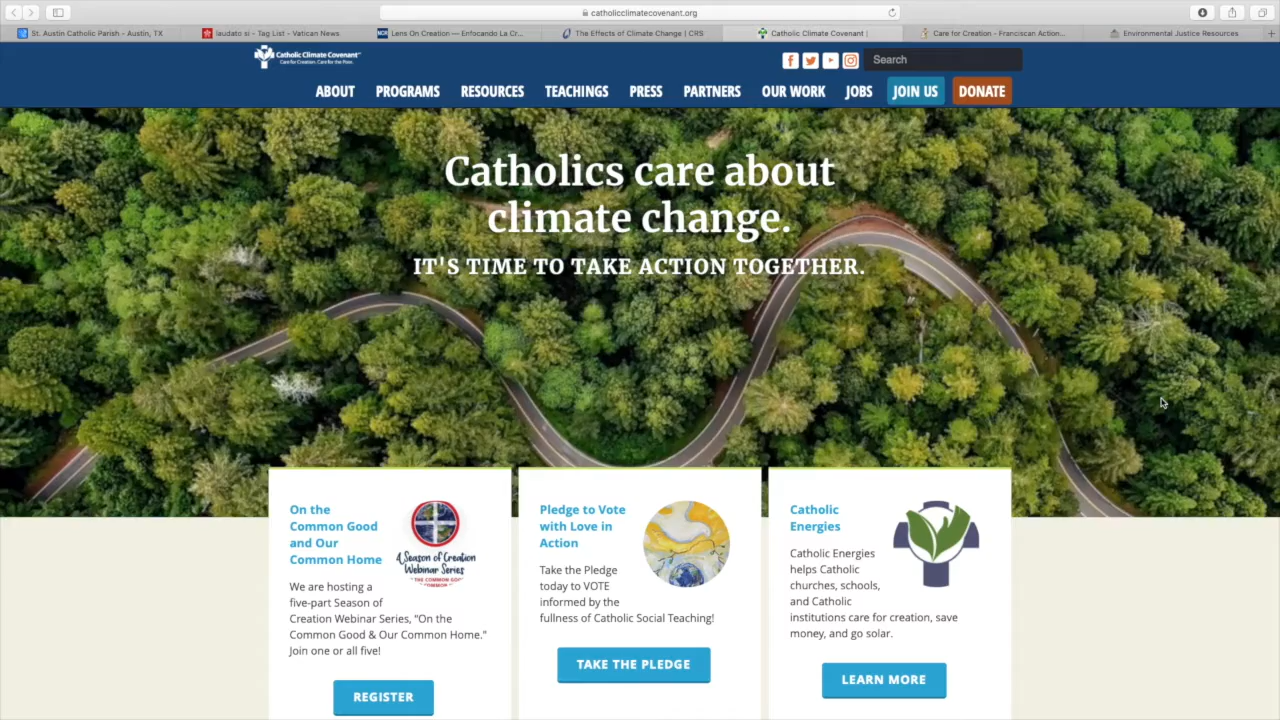 catholicclimatecovenant.org
St. Austin Catholic Parish - Austin, TX
laudato si - Tag List - Vatican News
Lens On Creation — Enfocando La Cr...
The Effects of Climate Change | CRS
Catholic Climate Covenant |
Care for Creation - Franciscan Action...
Environmental Justice Resources
Catholic Climate Covenant
Care for Creation. Care for the Poor.
Search
ABOUT PROGRAMS RESOURCES TEACHINGS PRESS PARTNERS OUR WORK JOBS JOIN US DONATE
Catholics care about
climate change.
IT'S TIME TO TAKE ACTION TOGETHER.
On the
Common Good
and Our
Common Home
A Season of Creation
Webinar Series
We are hosting a
five-part Season of
Creation Webinar Series, "On the
Common Good & Our Common Home."
Join one or all five!
REGISTER
Pledge to Vote
with Love in
Action
Take the Pledge
today to VOTE
informed by the
fullness of Catholic Social Teaching!
TAKE THE PLEDGE
Catholic
Energies
Catholic Energies
helps Catholic
churches, schools,
and Catholic
institutions care for creation, save
money, and go solar.
LEARN MORE